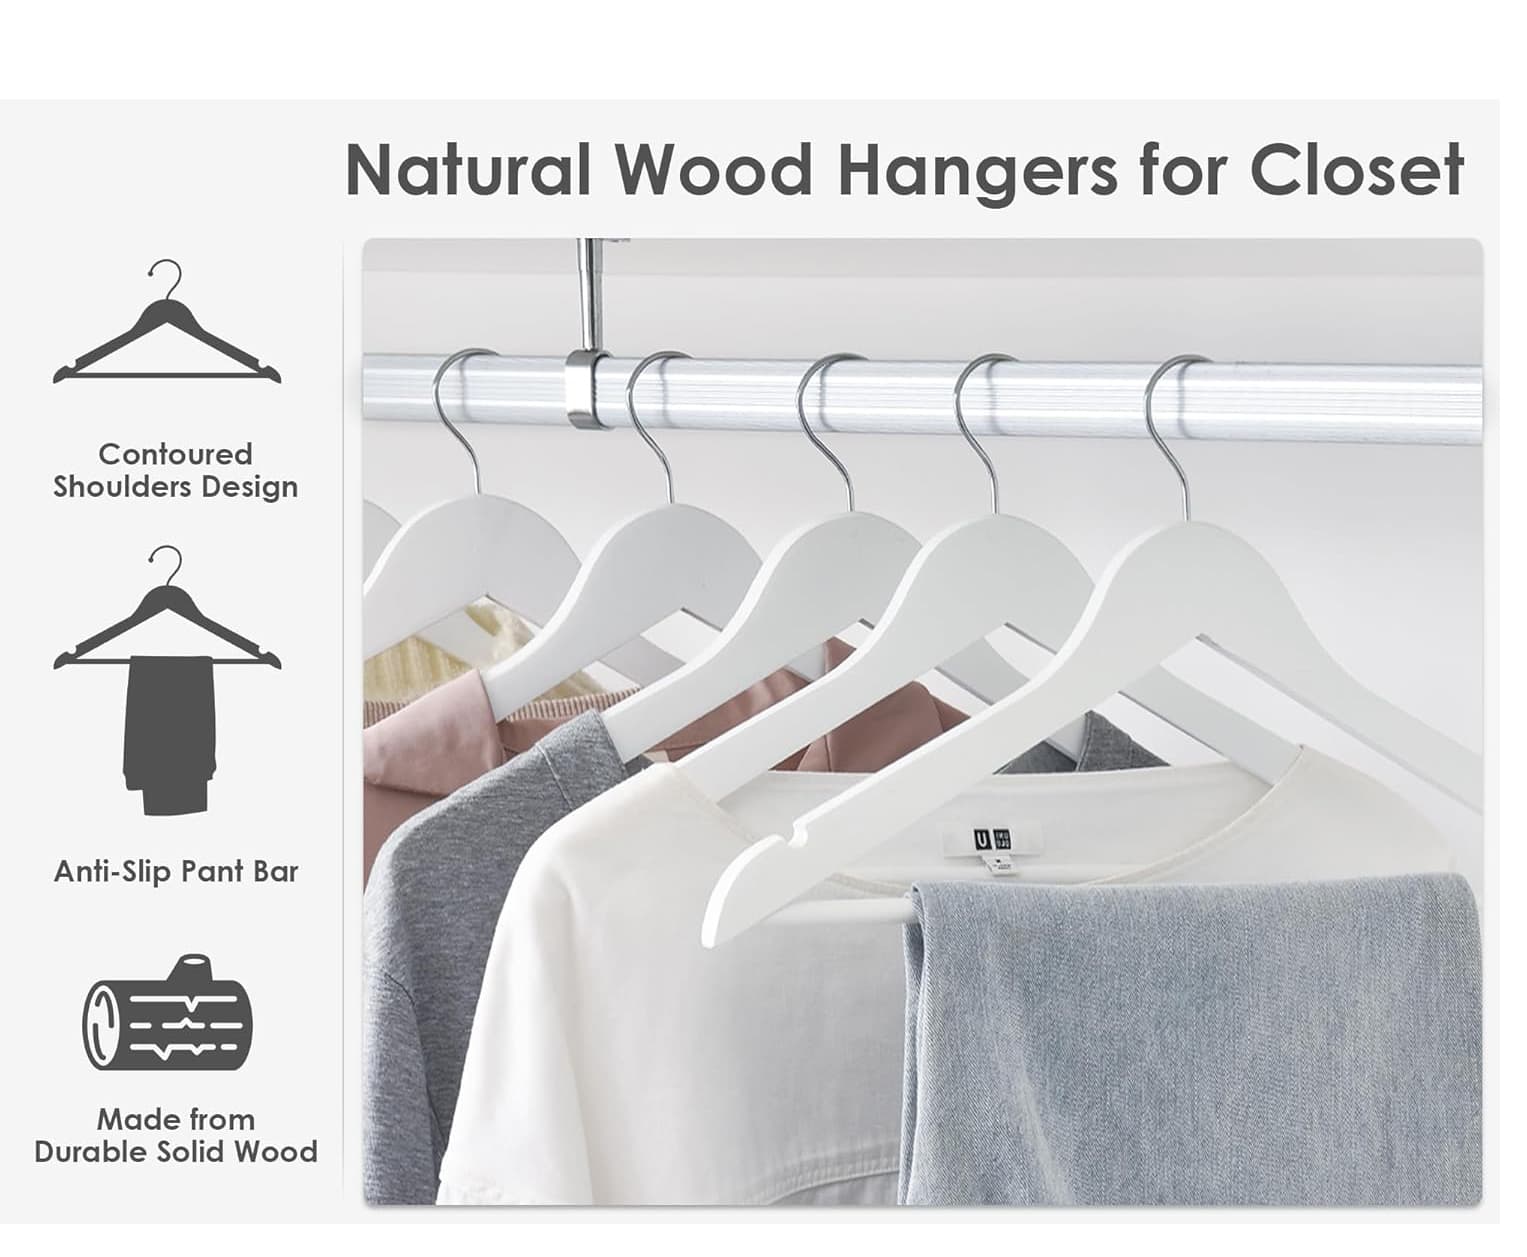 Natural Wood Hangers for Closet
Contoured
Shoulders Design
Anti-Slip Pant Bar
Made from
Durable Solid Wood
U